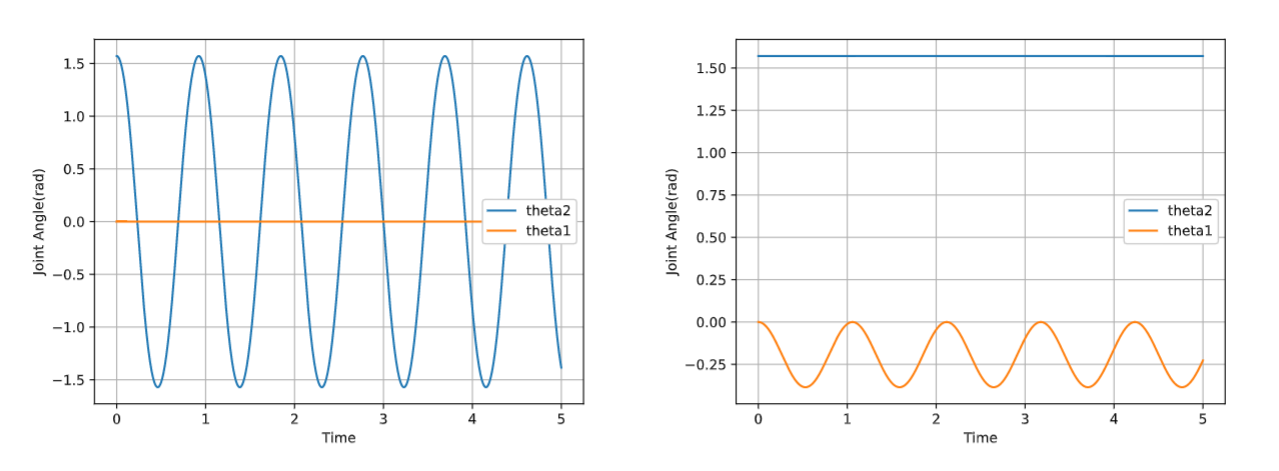 1.5
1.0
0.5
0.0
−0.5
−1.0
−1.5
Joint Angle(rad)
theta2
theta1
0 1 2 3 4 5
Time
1.50
1.25
1.00
0.75
0.50
0.25
0.00
−0.25
Joint Angle(rad)
theta2
theta1
0 1 2 3 4 5
Time